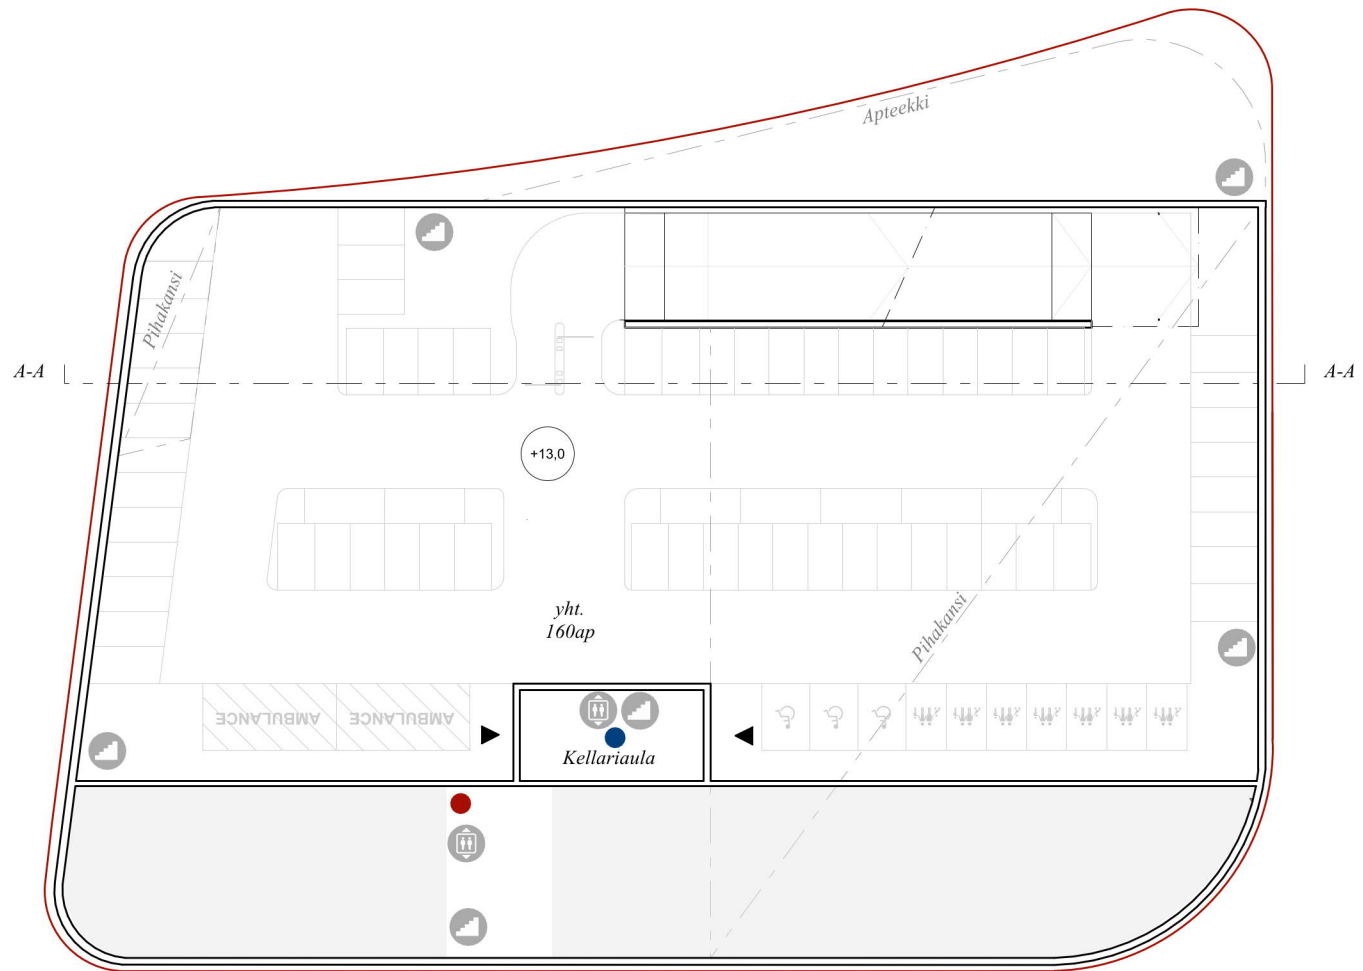 Apteekki
Pihakansi
A-A
A-A
+13,0
yht.
160ap
Pihakansi
AMBULANCE
AMBULANCE
Kellariaula